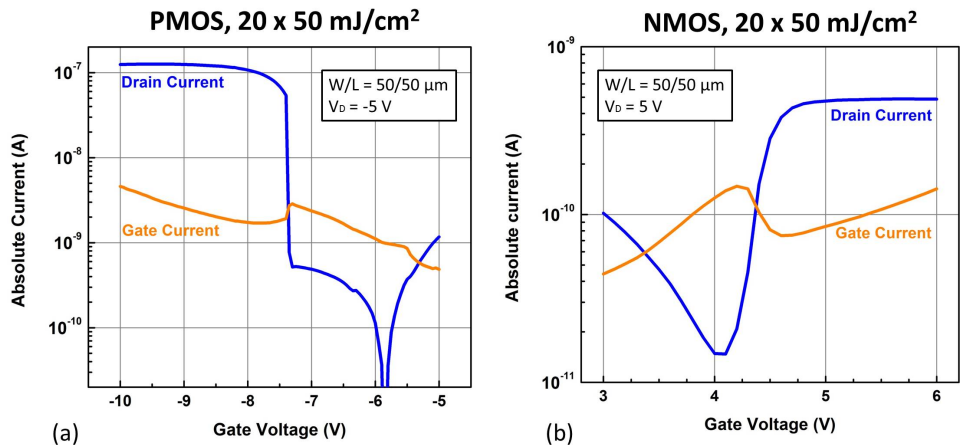 PMOS, 20 x 50 mJ/cm²
10⁻⁷
10⁻⁸
10⁻⁹
10⁻¹⁰
Absolute Current (A)
Drain Current
Gate Current
W/L = 50/50 μm
V_D = -5 V
-10 -9 -8 -7 -6 -5
Gate Voltage (V)
(a)
NMOS, 20 x 50 mJ/cm²
10⁻⁹
10⁻¹⁰
10⁻¹¹
Absolute current (A)
W/L = 50/50 μm
V_D = 5 V
Drain Current
Gate Current
3 4 5 6
Gate Voltage (V)
(b)